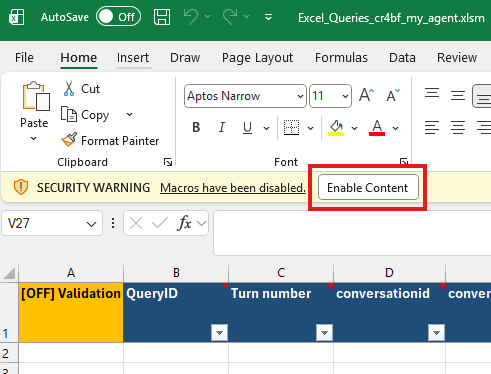 AutoSave Off Excel_Queries_cr4bf_my_agent.xlsm
File Home Insert Draw Page Layout Formulas Data Review
Cut
Copy
Paste Format Painter
Clipboard
Aptos Narrow 11 A A
B I U A
Font
SECURITY WARNING Macros have been disabled. Enable Content
V27 fx
A B C D
[OFF] Validation QueryID Turn number conversationid conver
1
2